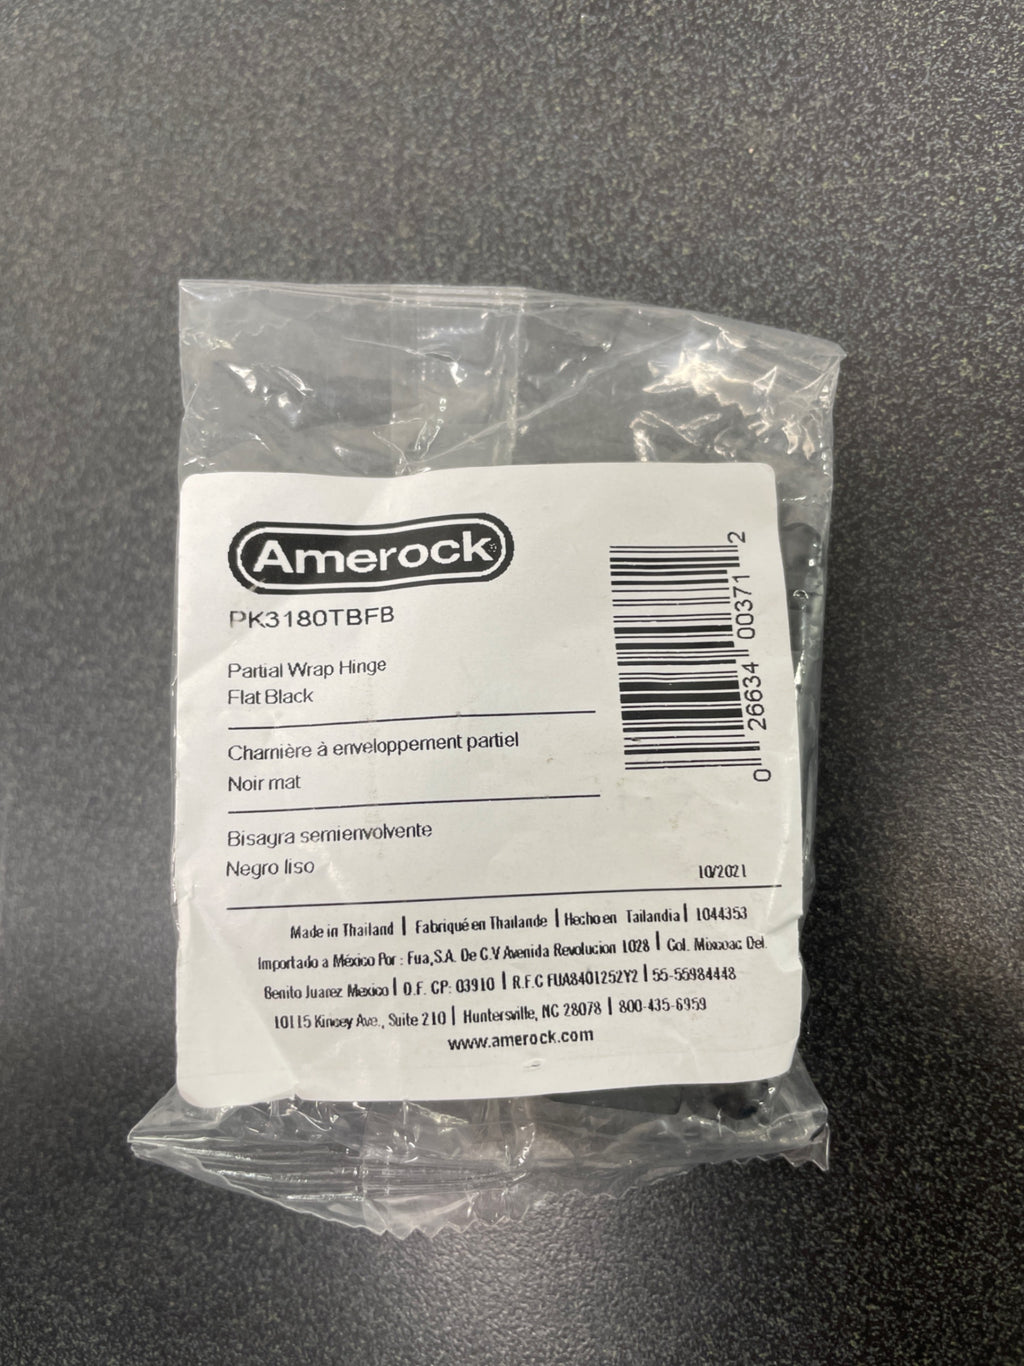 Amerock
PK3180TBFB
Partial Wrap Hinge
Flat Black
Charnière à enveloppement partiel
Noir mat
Bisagra semienvolvente
Negro liso
0 26634 00371 2
10/2021
Made in Thailand | Fabriqué en Thailande | Hecho en Tailandia | 1044353
Importado a México Por : Fua,S.A. De C.V Avenida Revolucion 1028 | Col. Mixcoac Del.
Benito Juarez Mexico | D.F. CP: 03910 | R.F.C FUA8401252Y2 | 55-55984448
10115 Kincey Ave., Suite 210 | Huntersville, NC 28078 | 800-435-6959
www.amerock.com